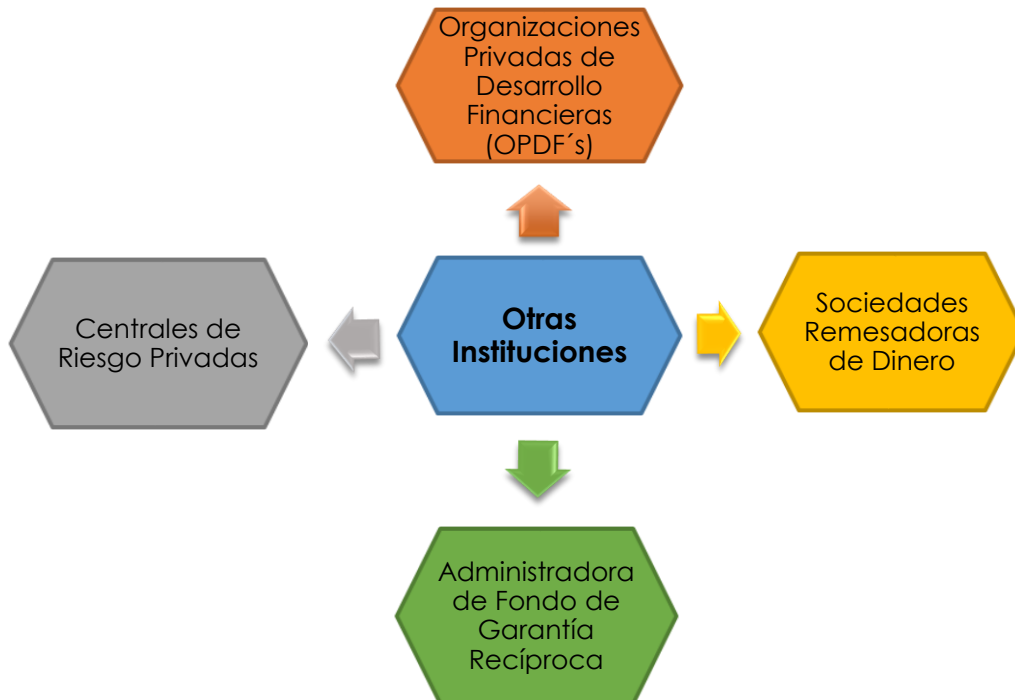 Organizaciones
Privadas de
Desarrollo
Financieras
(OPDF´s)
Centrales de
Riesgo Privadas
Otras
Instituciones
Sociedades
Remesadoras
de Dinero
Administradora
de Fondo de
Garantía
Recíproca